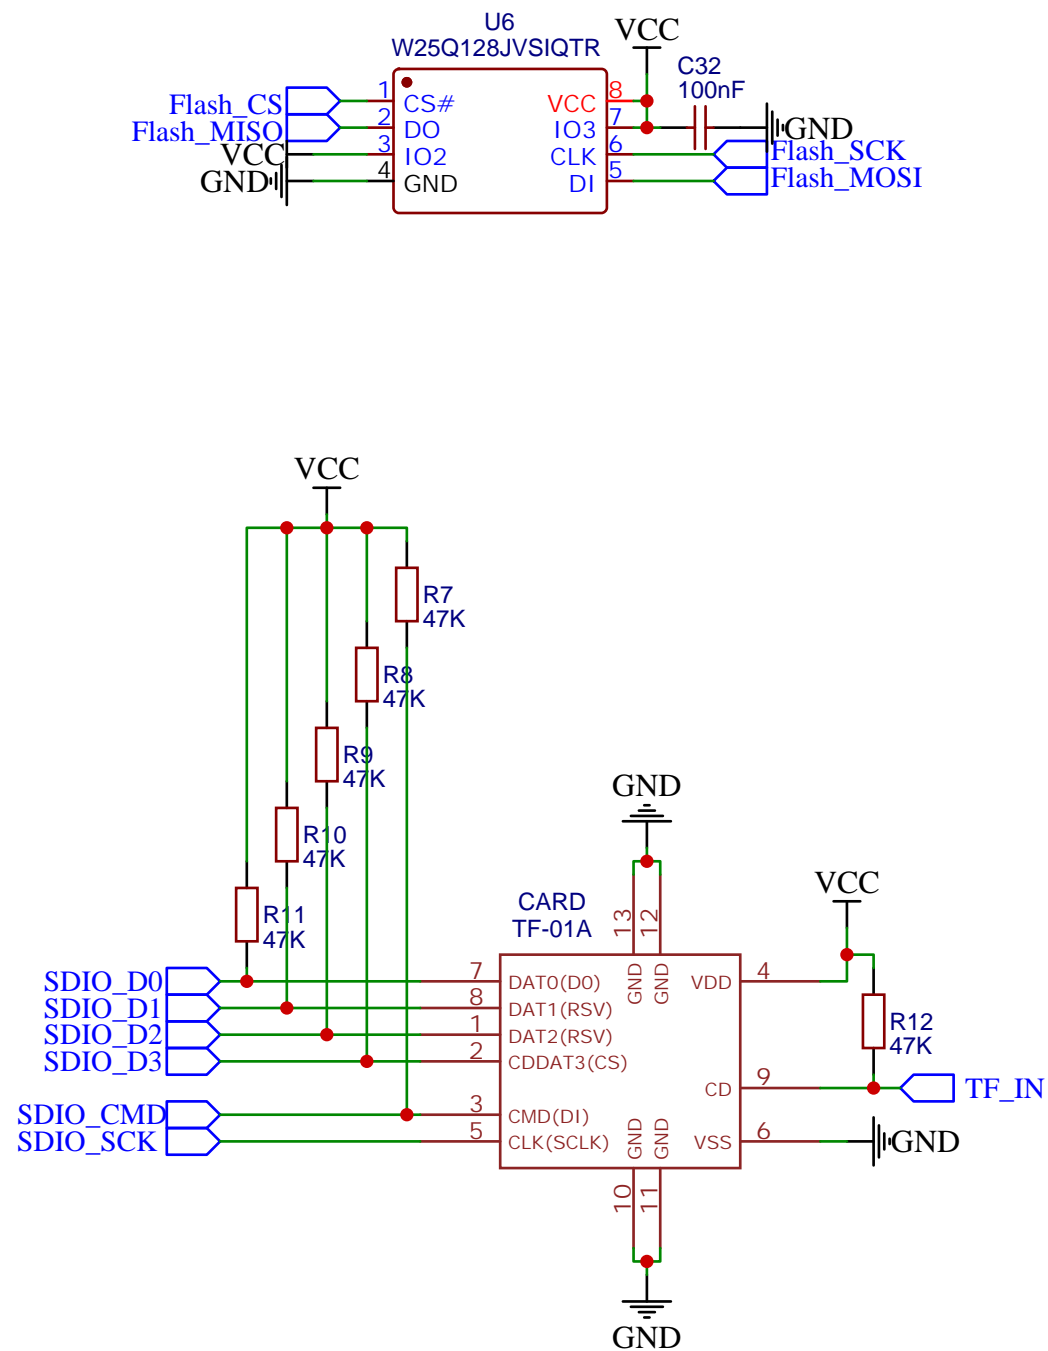 U6
W25Q128JVSIQTR
VCC
C32
100nF
Flash_CS 1 CS# VCC 8
Flash_MISO 2 DO IO3 7 GND
VCC 3 IO2 CLK 6 Flash_SCK
GND 4 GND DI 5 Flash_MOSI
VCC
R7
47K
R8
47K
R9
47K
R10
47K
R11
47K
GND
VCC
CARD
TF-01A
13 12
GND GND
SDIO_D0 7 DAT0(D0) VDD 4
SDIO_D1 8 DAT1(RSV)
R12
47K
SDIO_D2 1 DAT2(RSV)
SDIO_D3 2 CDDAT3(CS)
CD 9 TF_IN
SDIO_CMD 3 CMD(DI)
SDIO_SCK 5 CLK(SCLK) VSS 6 GND
GND GND
10 11
GND